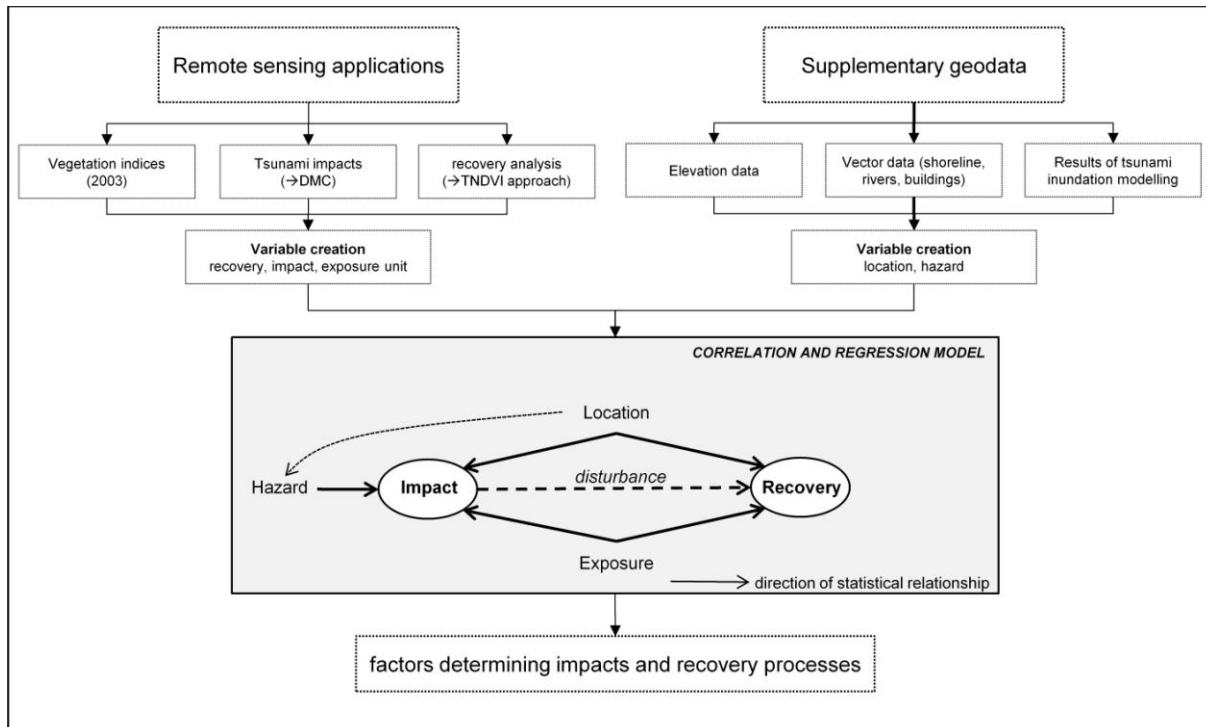 Remote sensing applications
Supplementary geodata
Vegetation indices
(2003)
Tsunami impacts
(→DMC)
recovery analysis
(→TNDVI approach)
Elevation data
Vector data (shoreline,
rivers, buildings)
Results of tsunami
inundation modelling
Variable creation
recovery, impact, exposure unit
Variable creation
location, hazard
CORRELATION AND REGRESSION MODEL
Location
Hazard
Impact
disturbance
Recovery
Exposure
direction of statistical relationship
factors determining impacts and recovery processes